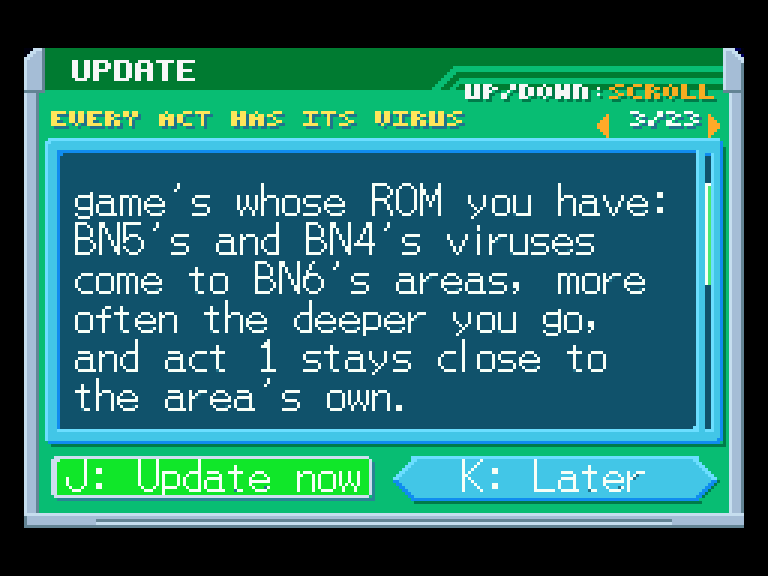 UPDATE
UP/DOWN:SCROLL
EVERY ACT HAS ITS VIRUS
3/23
game's whose ROM you have:
BN5's and BN4's viruses
come to BN6's areas, more
often the deeper you go,
and act 1 stays close to
the area's own.
J: Update now
K: Later